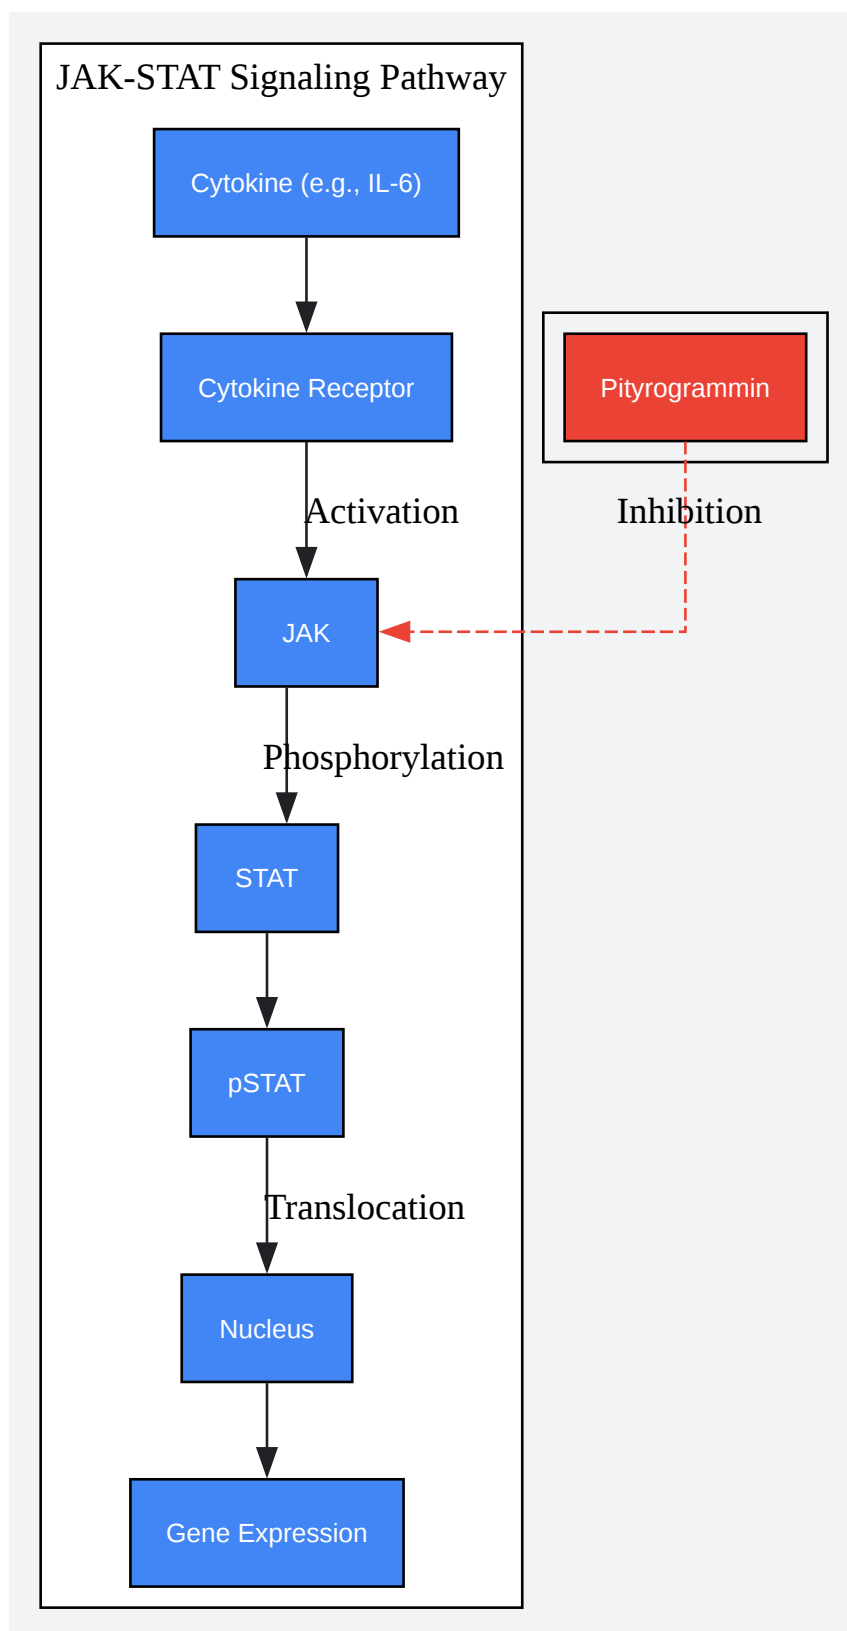 JAK-STAT Signaling Pathway
Cytokine (e.g., IL-6)
Cytokine Receptor
Pityrogrammin
Activation
Inhibition
JAK
Phosphorylation
STAT
pSTAT
Translocation
Nucleus
Gene Expression